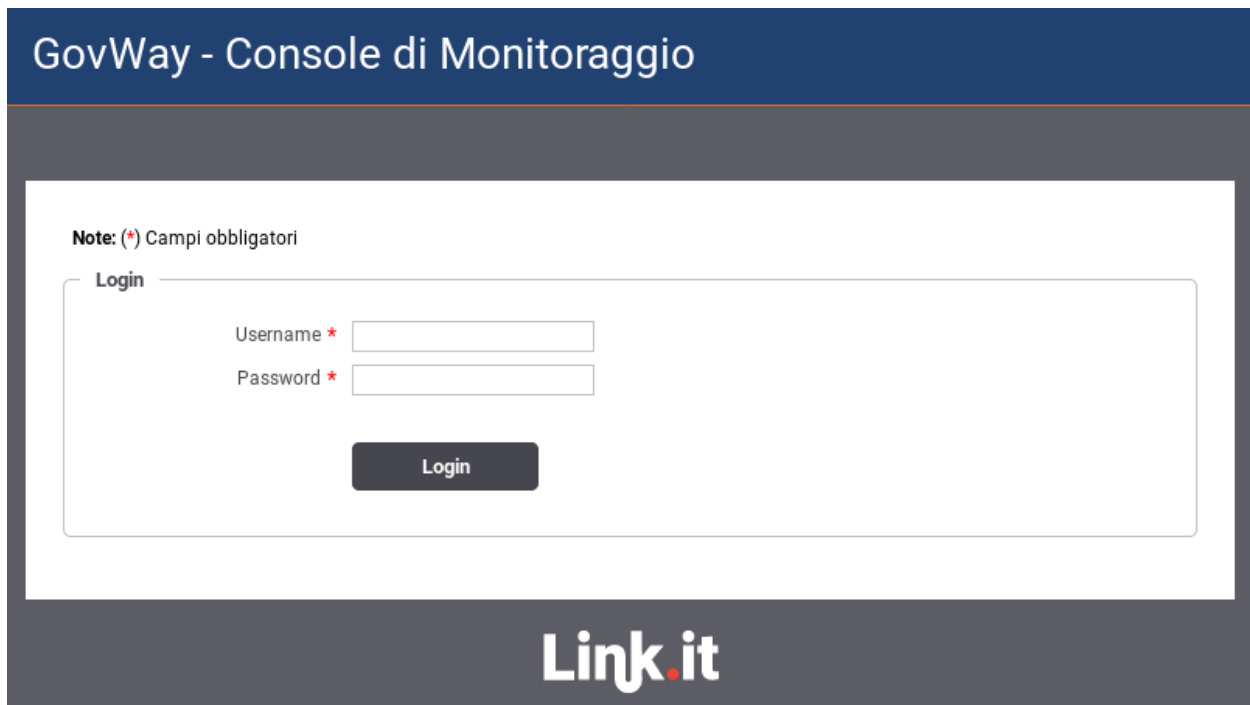 GovWay - Console di Monitoraggio
Note: (*) Campi obbligatori
Login
Username *
Password *
Login
Link.it